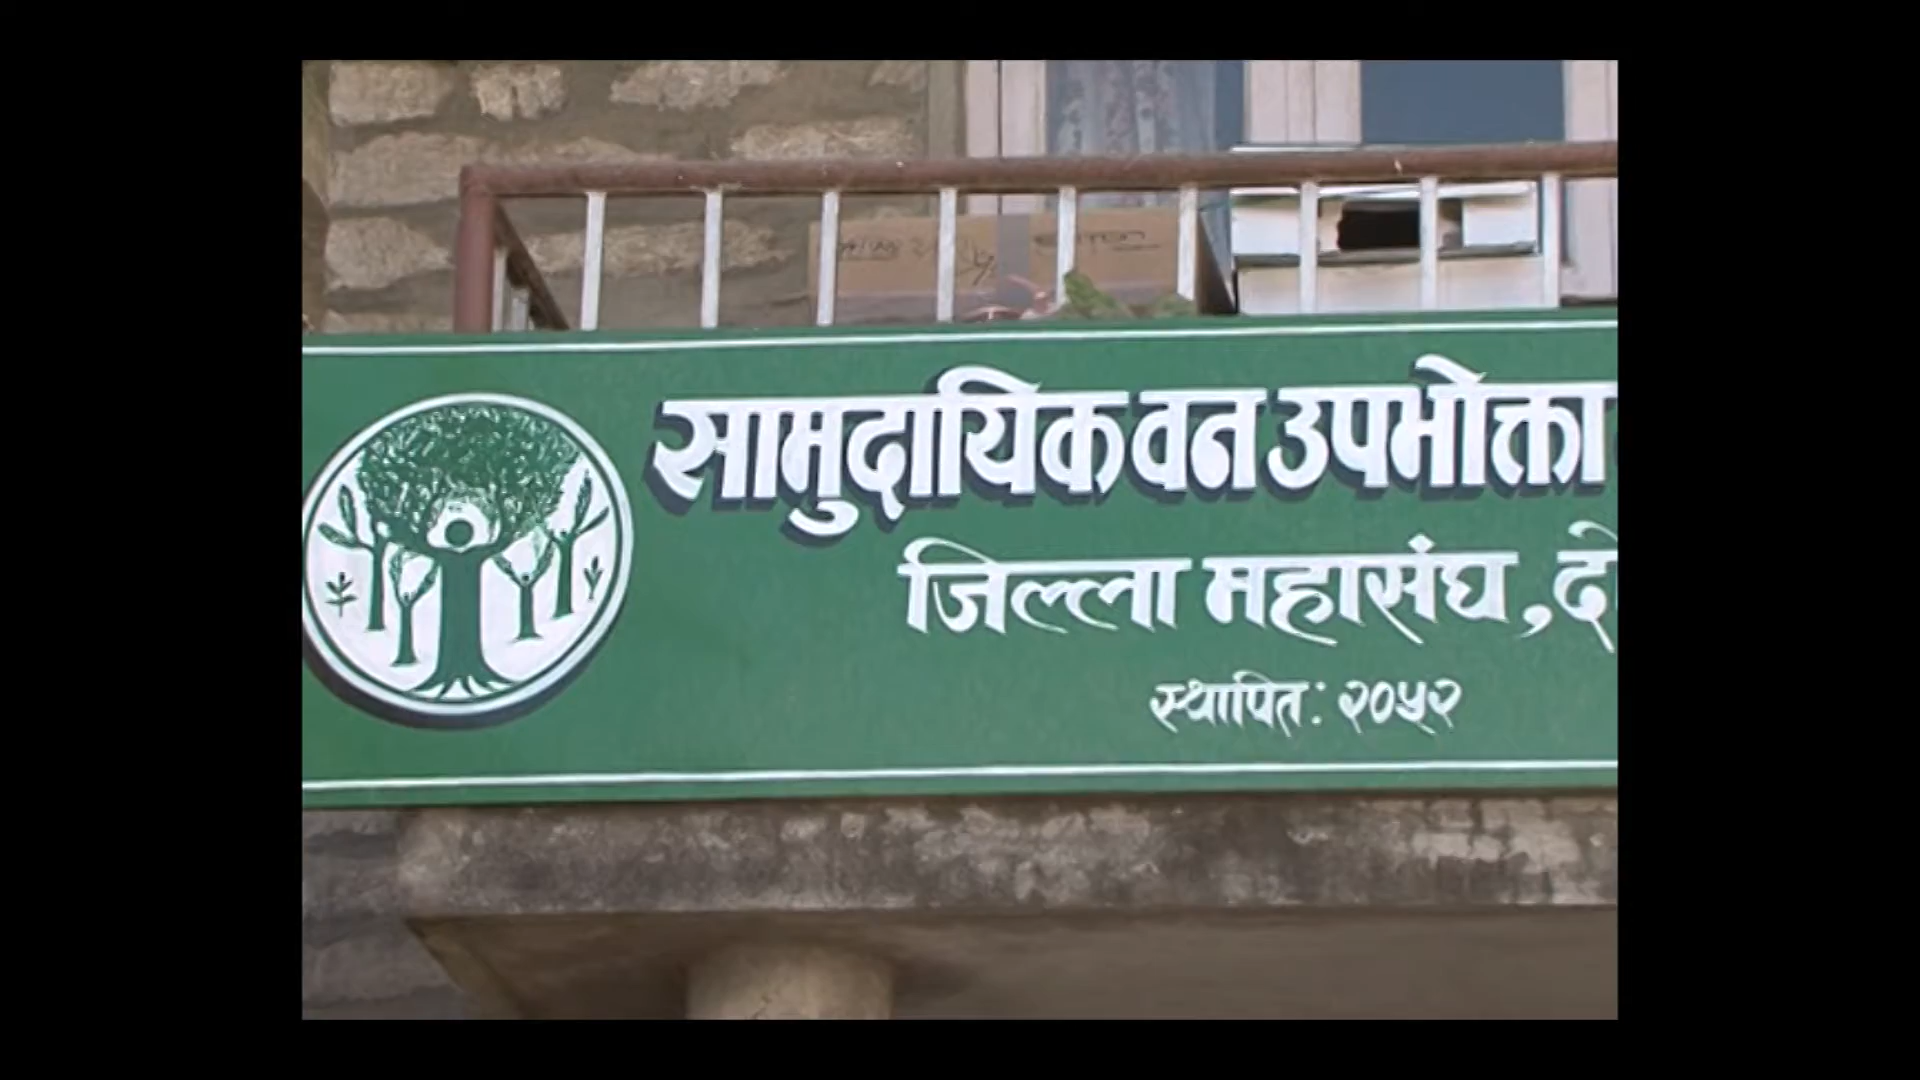 सामुदायिक वन उपभोक्ता
जिल्ला महासंघ,
स्थापित: २०५२